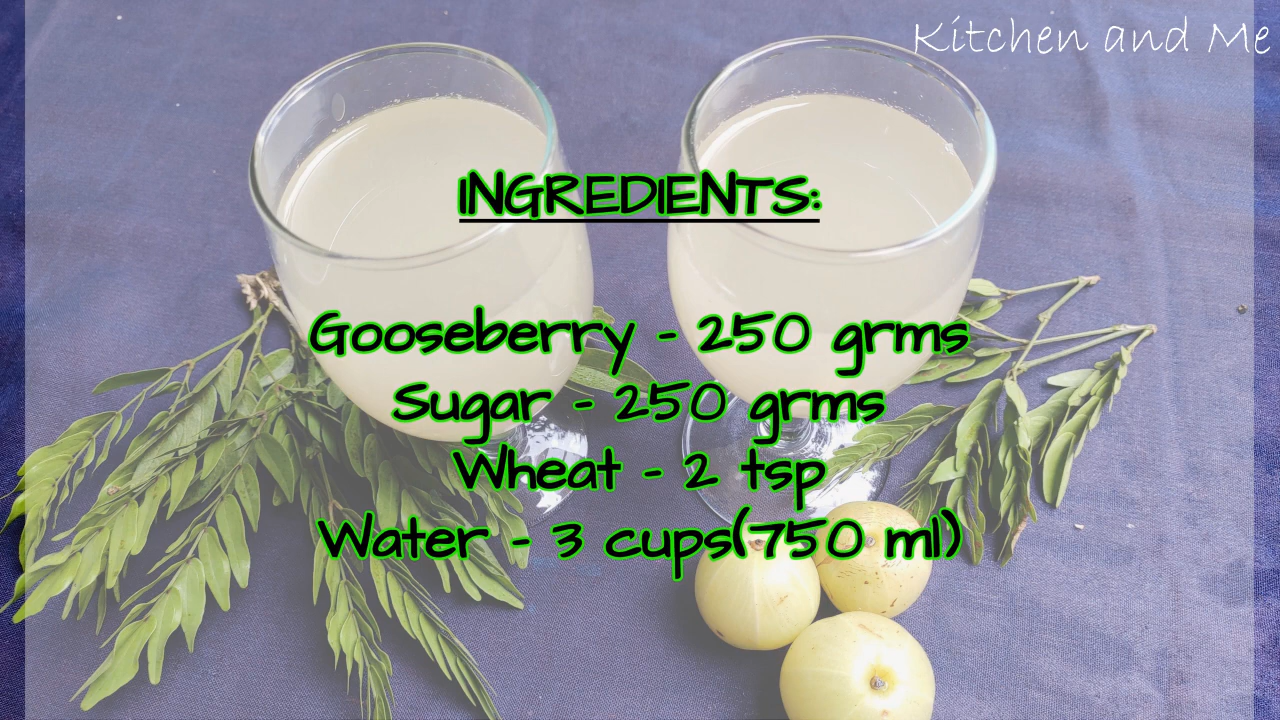 Kitchen and Me
INGREDIENTS:
Gooseberry - 250 grms
Sugar - 250 grms
Wheat - 2 tsp
Water - 3 cups(750 ml)